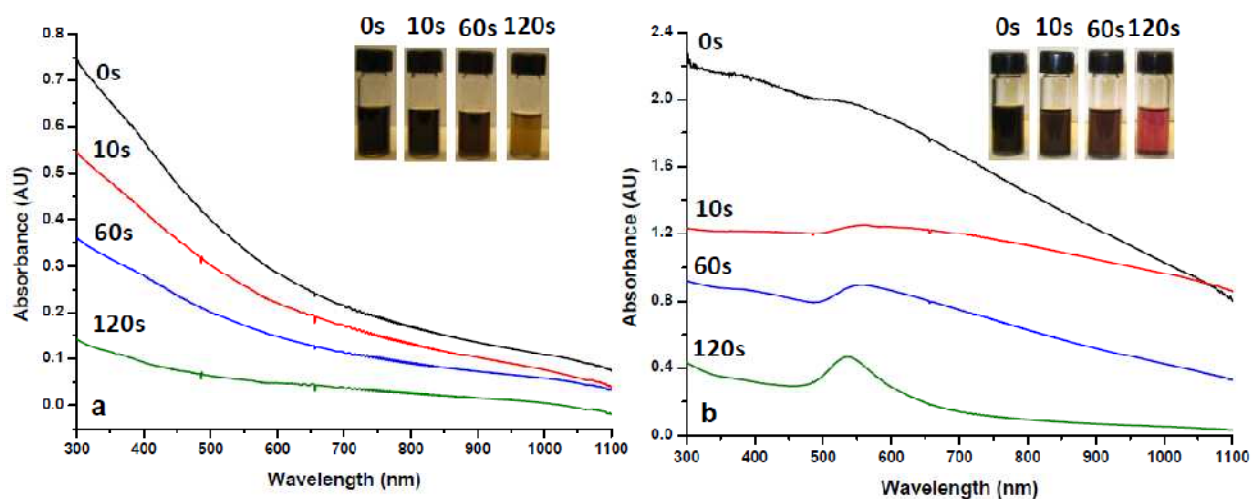 0s 10s 60s 120s
0.8
0.7
0.6
0.5
0.4
0.3
0.2
0.1
0.0
Absorbance (AU)
0s
10s
60s
120s
a
300 400 500 600 700 800 900 1000 1100
Wavelength (nm)
0s 10s 60s 120s
2.4
2.0
1.6
1.2
0.8
0.4
0.0
Absorbance (AU)
0s
10s
60s
120s
b
300 400 500 600 700 800 900 1000 1100
Wavelength (nm)